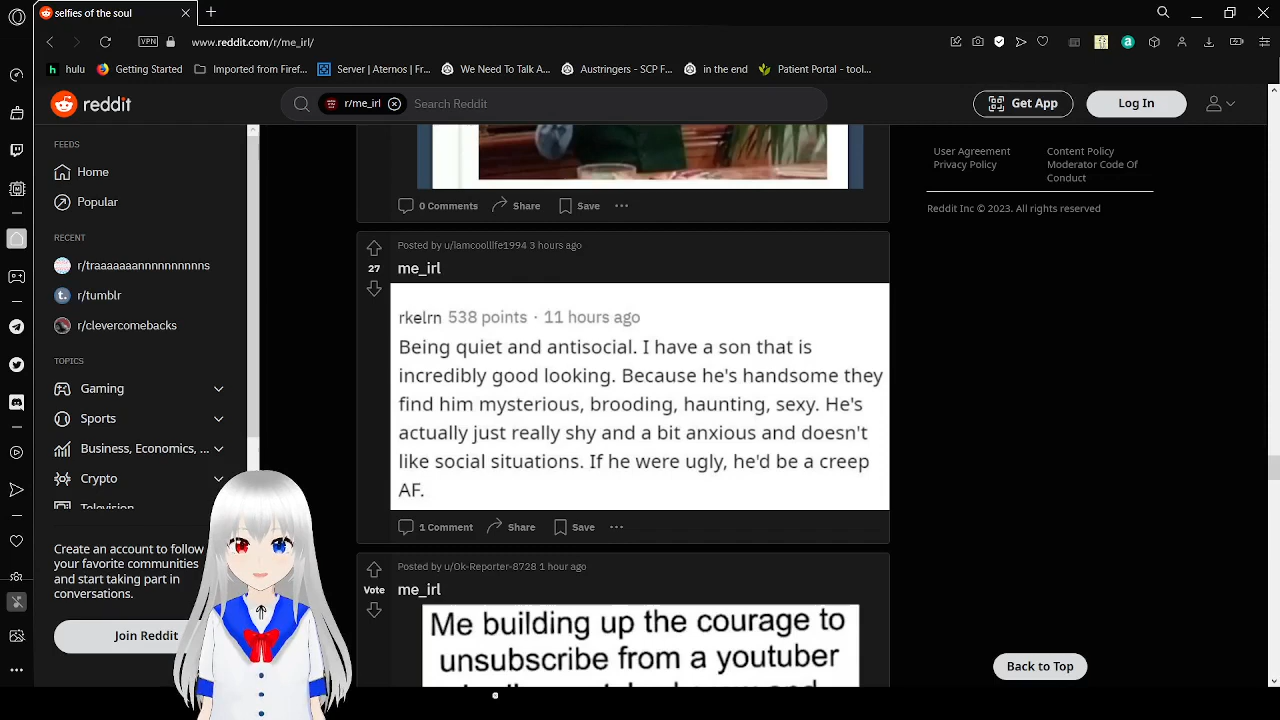 selfies of the soul
VPN
www.reddit.com/r/me_irl/
hulu
Getting Started
Imported from Firef...
Server | Aternos | Fr...
We Need To Talk A...
Austringers - SCP F...
in the end
Patient Portal - tool...
reddit
r/me_irl
Search Reddit
Get App
Log In
FEEDS
Home
Popular
RECENT
r/traaaaaaannnnnnnnnns
r/tumblr
r/clevercomebacks
TOPICS
Gaming
Sports
Business, Economics, ...
Crypto
Television
Create an account to follow
your favorite communities
and start taking part in
conversations.
Join Reddit
0 Comments
Share
Save
27
me_irl
rkelrn 538 points · 11 hours ago
Being quiet and antisocial. I have a son that is
incredibly good looking. Because he's handsome they
find him mysterious, brooding, haunting, sexy. He's
actually just really shy and a bit anxious and doesn't
like social situations. If he were ugly, he'd be a creep
AF.
1 Comment
Share
Save
Posted by u/Ok-Reporter-8728 1 hour ago
Vote
me_irl
Me building up the courage to
unsubscribe from a youtuber
User Agreement
Privacy Policy
Content Policy
Moderator Code Of
Conduct
Reddit Inc © 2023. All rights reserved
Back to Top